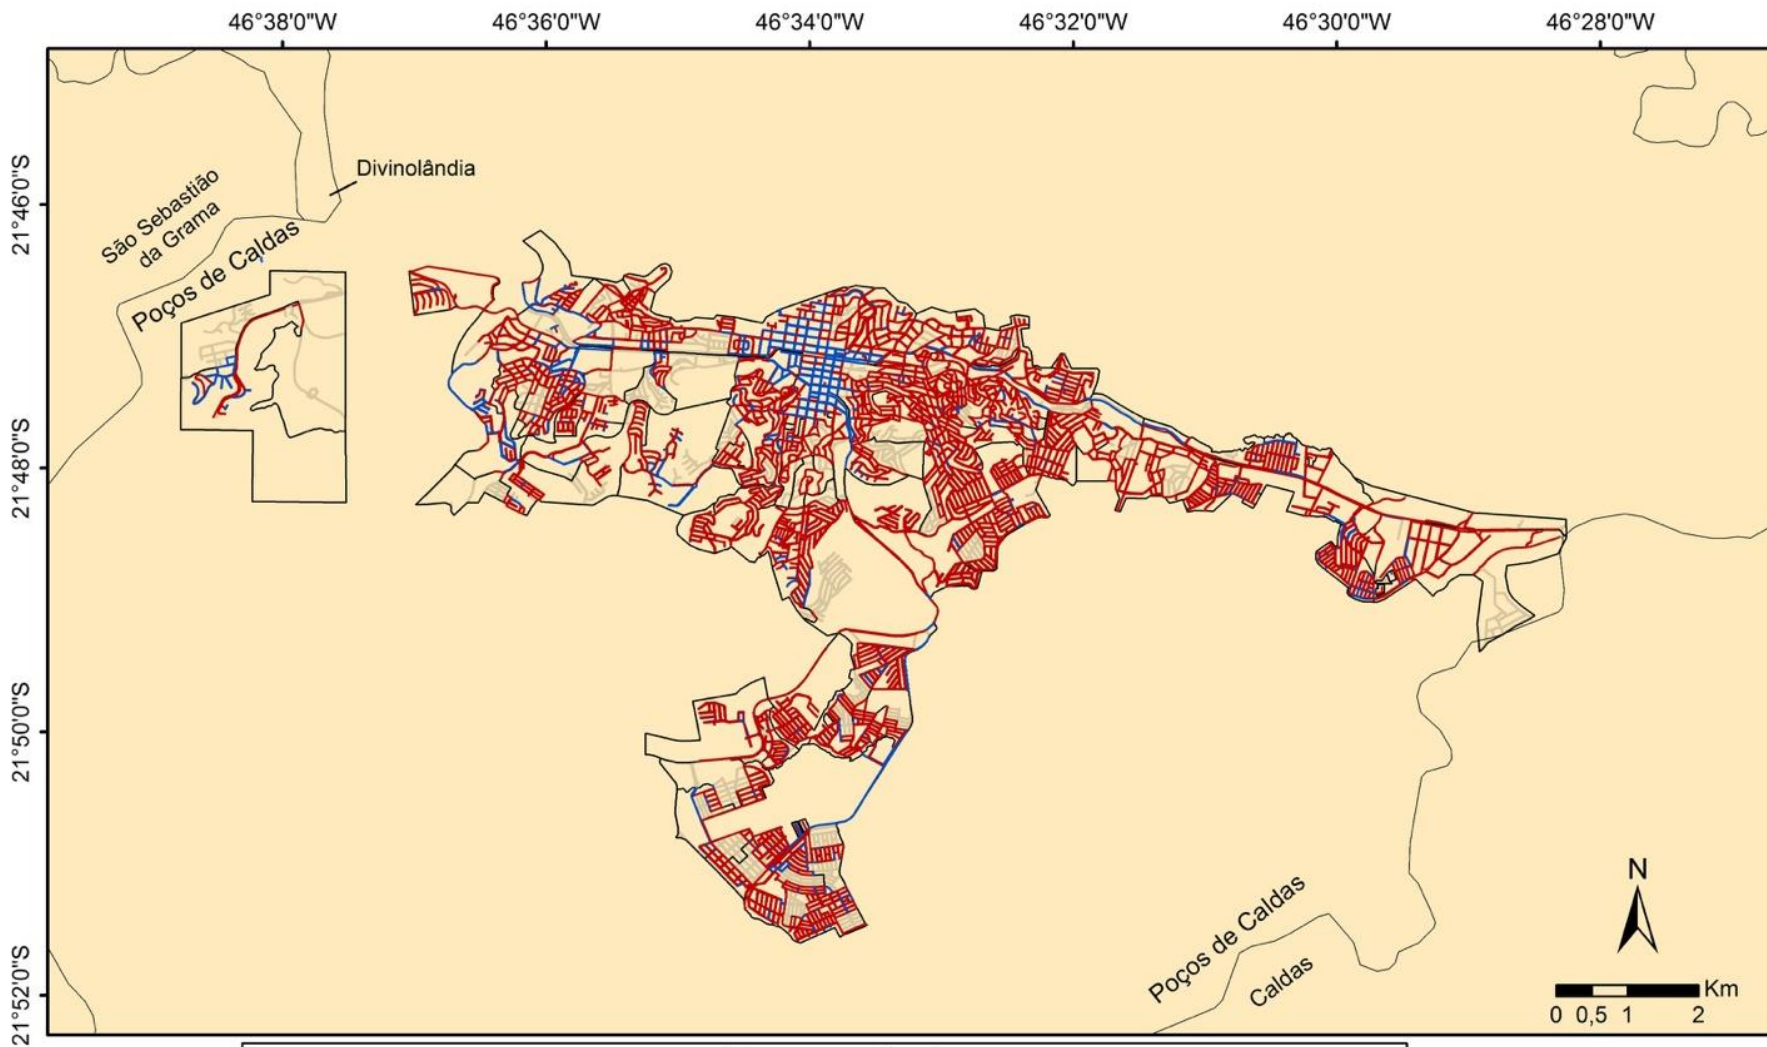 46°38'0"W 46°36'0"W 46°34'0"W 46°32'0"W 46°30'0"W 46°28'0"W
21°46'0"S
Divinolândia
São Sebastião
da Grama
Poços de Caldas
21°48'0"S
21°50'0"S
N
Poços de Caldas
Caldas
21°52'0"S
Km
0 0,5 1 2